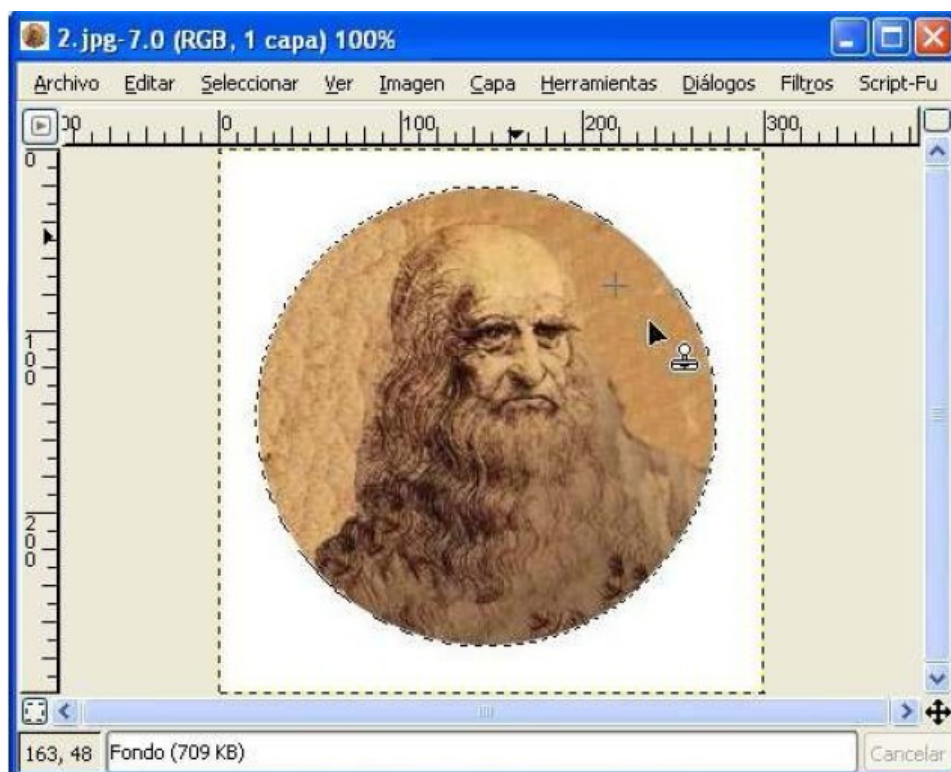 2.jpg-7.0 (RGB, 1 capa) 100%
Archivo Editar Seleccionar Ver Imagen Capa Herramientas Diálogos Filtros Script-Fu
0 100 200 300
0
100
200
163, 48 Fondo (709 KB) Cancelar